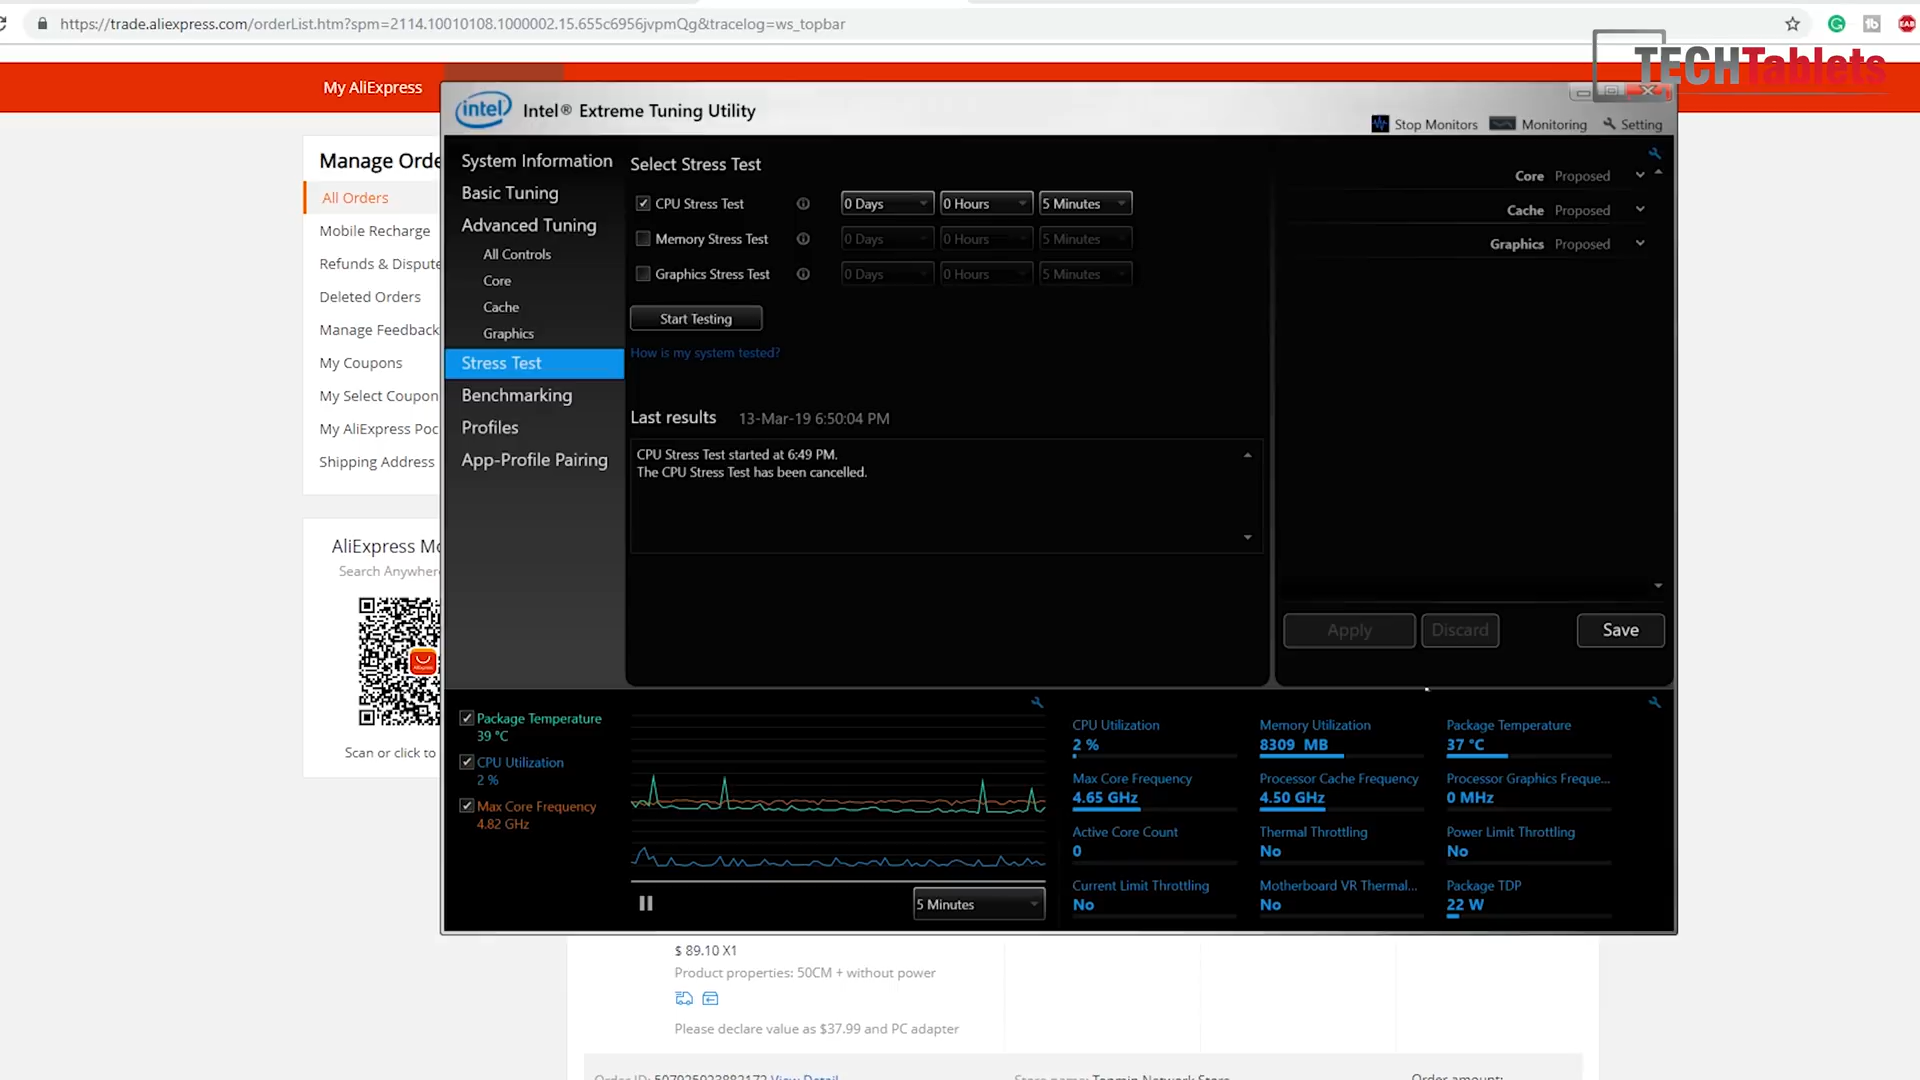 https://trade.aliexpress.com/orderList.htm?spm=2114.10010108.1000002.15.655c6956jvpmQg&tracelog=ws_topbar
TECHTablets
My AliExpress
Manage Orde
All Orders
Mobile Recharge
Refunds & Dispute
Deleted Orders
Manage Feedback
My Coupons
My Select Coupon
My AliExpress Poc
Shipping Address
AliExpress Mo
Search Anywher
Scan or click to
intel
Intel® Extreme Tuning Utility
Stop Monitors
Monitoring
Setting
System Information
Basic Tuning
Advanced Tuning
All Controls
Core
Cache
Graphics
Stress Test
Benchmarking
Profiles
App-Profile Pairing
Select Stress Test
CPU Stress Test 0 Days 0 Hours 5 Minutes
Memory Stress Test 0 Days 0 Hours 5 Minutes
Graphics Stress Test 0 Days 0 Hours 5 Minutes
Start Testing
How is my system tested?
Last results 13-Mar-19 6:50:04 PM
CPU Stress Test started at 6:49 PM.
The CPU Stress Test has been cancelled.
Core Proposed
Cache Proposed
Graphics Proposed
Apply Discard Save
Package Temperature
39 °C
CPU Utilization
2 %
Max Core Frequency
4.82 GHz
5 Minutes
CPU Utilization
2 %
Memory Utilization
8309 MB
Package Temperature
37 °C
Max Core Frequency
4.65 GHz
Processor Cache Frequency
4.50 GHz
Processor Graphics Freque...
0 MHz
Active Core Count
0
Thermal Throttling
No
Power Limit Throttling
No
Current Limit Throttling
No
Motherboard VR Thermal...
No
Package TDP
22 W
$ 89.10 X1
Product properties: 50CM + without power
Please declare value as $37.99 and PC adapter